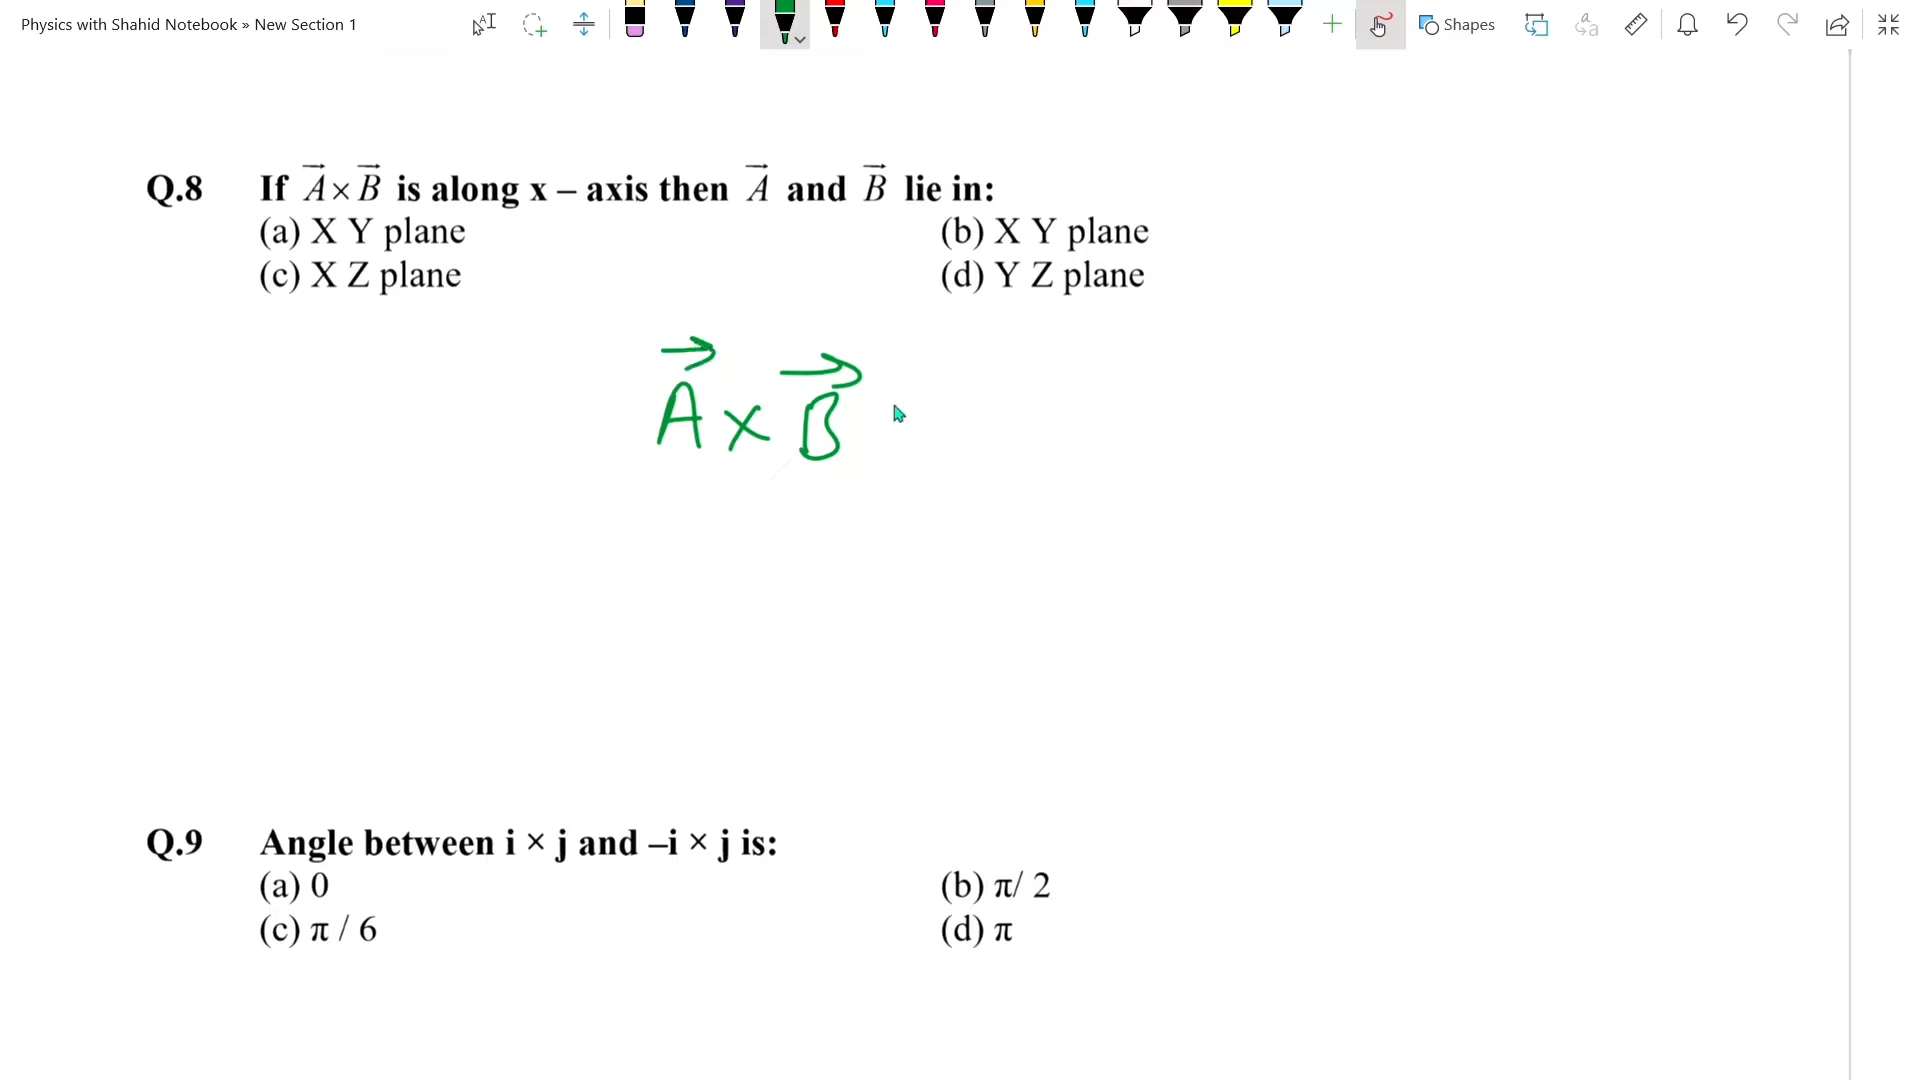 Physics with Shahid Notebook » New Section 1
Shapes
Q.8 If A⃗ × B⃗ is along x – axis then A⃗ and B⃗ lie in:
(a) X Y plane (b) X Y plane
(c) X Z plane (d) Y Z plane
A⃗ × B⃗
Q.9 Angle between i × j and –i × j is:
(a) 0 (b) π/ 2
(c) π / 6 (d) π